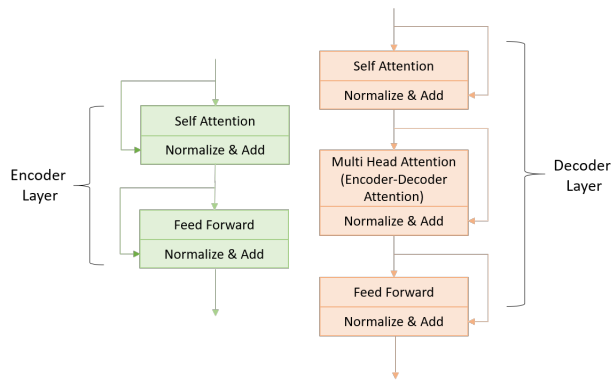 Encoder
Layer
Self Attention
Normalize & Add
Feed Forward
Normalize & Add
Self Attention
Normalize & Add
Multi Head Attention
(Encoder-Decoder
Attention)
Normalize & Add
Feed Forward
Normalize & Add
Decoder
Layer